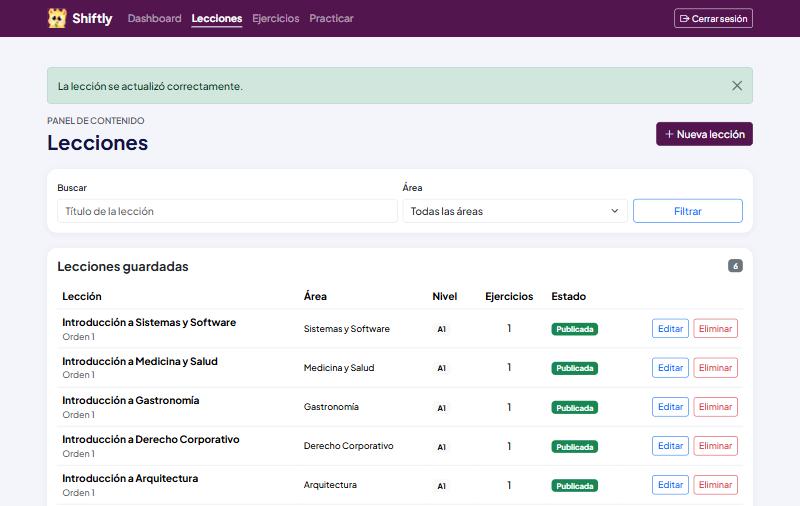 Shiftly Dashboard Lecciones Ejercicios Practicar Cerrar sesión
La lección se actualizó correctamente.
PANEL DE CONTENIDO
Lecciones
+ Nueva lección
Buscar Área
Título de la lección Todas las áreas Filtrar
Lecciones guardadas 6
Lección Área Nivel Ejercicios Estado
Introducción a Sistemas y Software
Orden 1
Sistemas y Software A1 1 Publicada Editar Eliminar
Introducción a Medicina y Salud
Orden 1
Medicina y Salud A1 1 Publicada Editar Eliminar
Introducción a Gastronomía
Orden 1
Gastronomía A1 1 Publicada Editar Eliminar
Introducción a Derecho Corporativo
Orden 1
Derecho Corporativo A1 1 Publicada Editar Eliminar
Introducción a Arquitectura
Orden 1
Arquitectura A1 1 Publicada Editar Eliminar